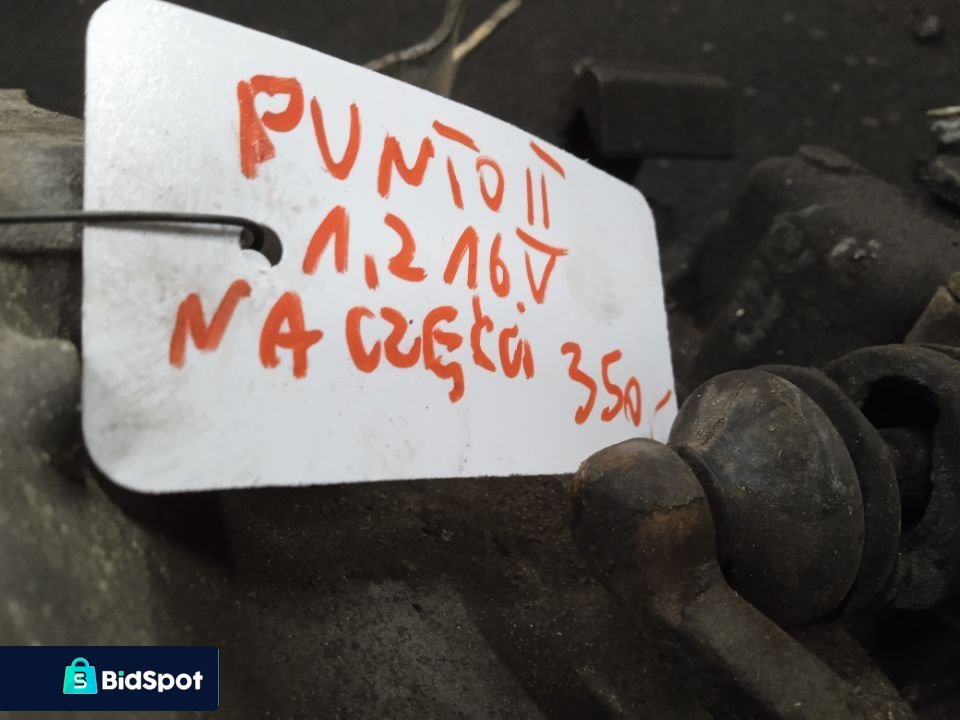 PUNTO II
1,2 16V
NA CZĘŚCI 350,-
BidSpot